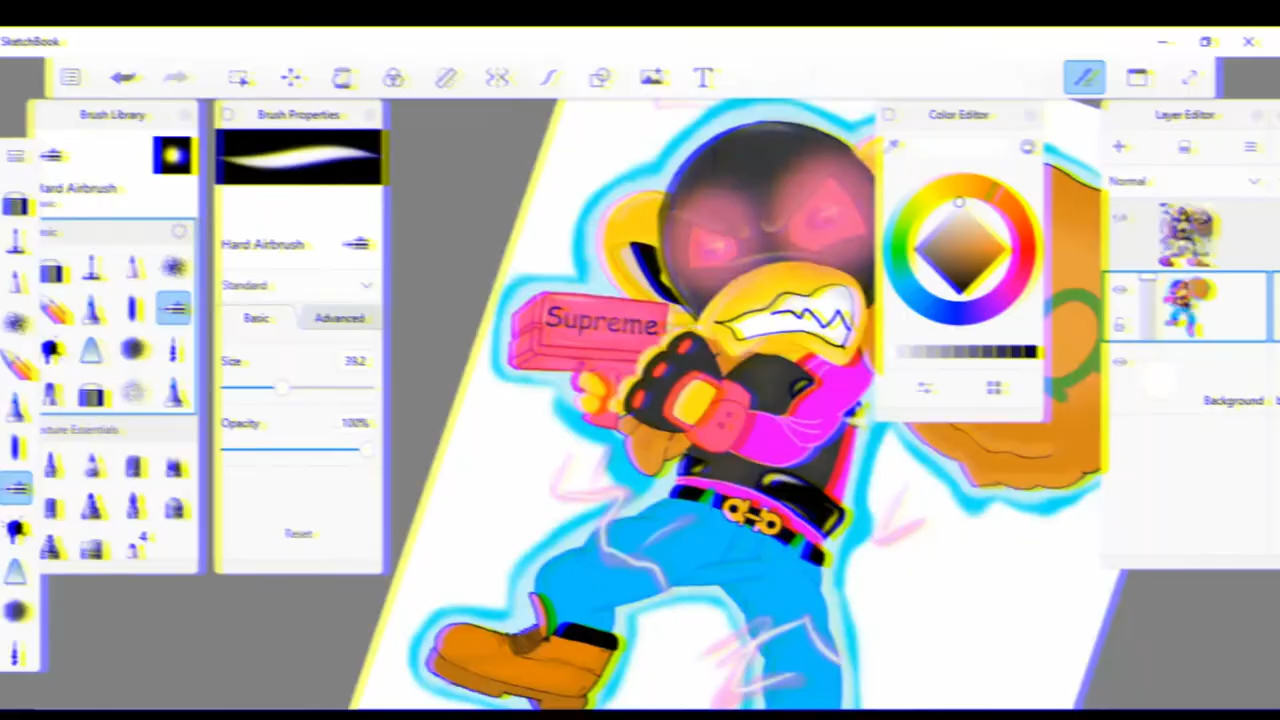 SketchBook
Brush Library
Brush Properties
Color Editor
Layer Editor
Normal
Hard Airbrush
Hard Airbrush
Standard
Basic
Advanced
Supreme
Size
39.2
Opacity
100%
Background
Reset